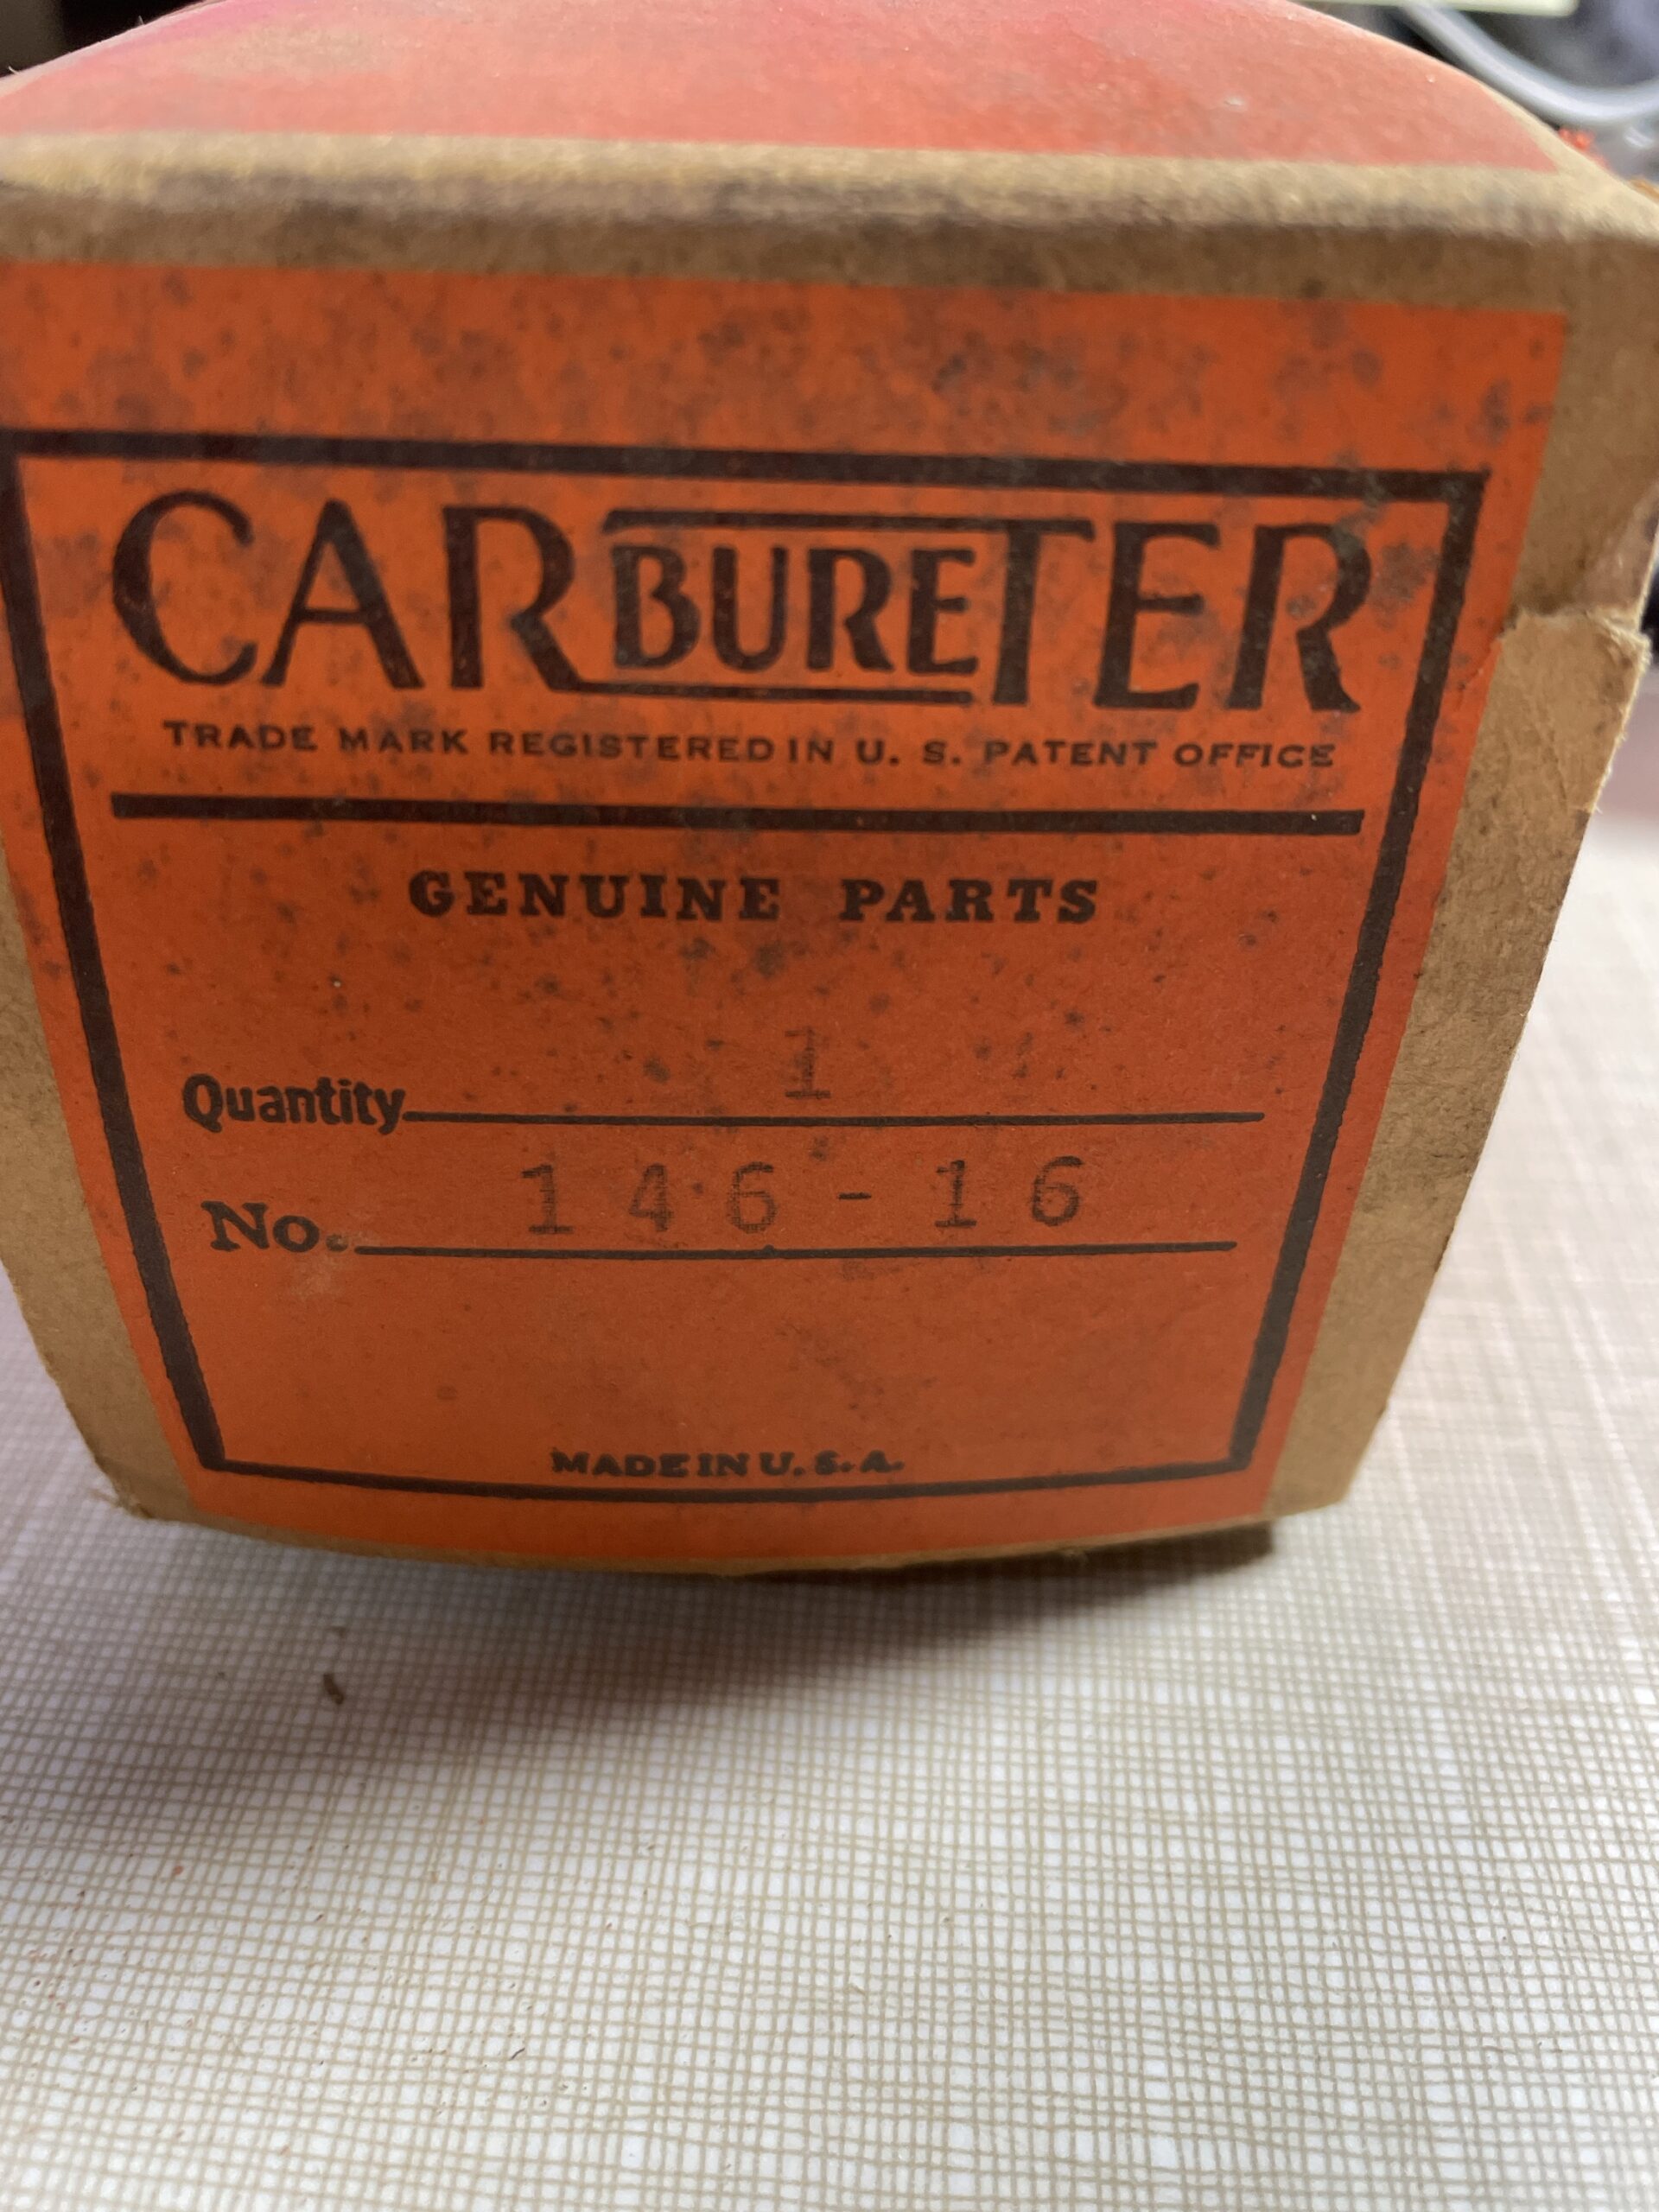 CARBURETER
TRADE MARK REGISTERED IN U. S. PATENT OFFICE
GENUINE PARTS
Quantity 1
No. 146-16
MADE IN U.S.A.